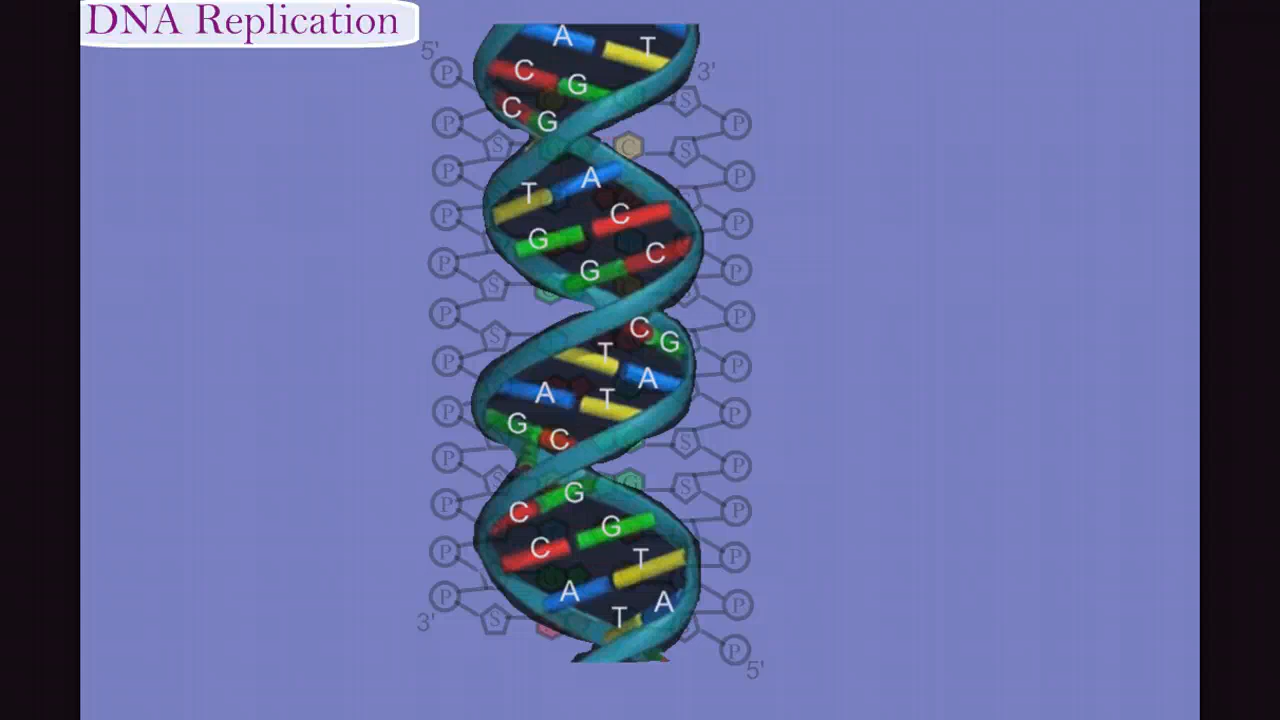 DNA Replication
5'
A T
3'
P
C G
S
C G
P P
S C S
P P
T A
P C P
G
C
P G P
S
P C P
S G
T
P A P
A T
P G P
C S
P P
S G S
G
P C P
G
C
P T P
A
P A P
T
3' S
P
5'